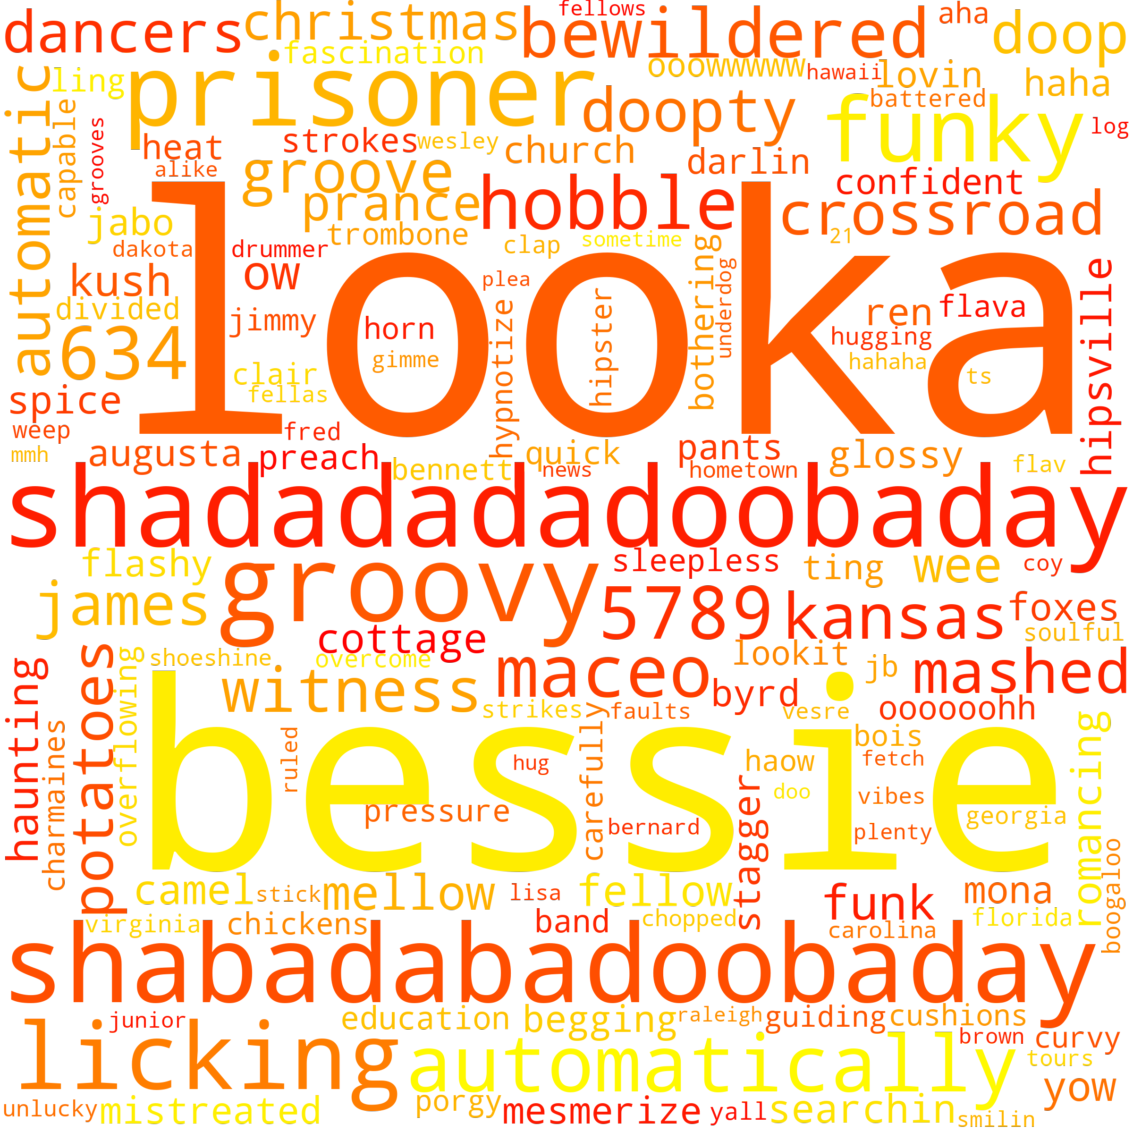 fellows
christmas
bewildered
aha
dancers
doop
fascination
ooowwwww
hawaii
lovin
haha
ling
prisoner
automatic
capable
grooves
doopty
battered
funky
log
heat
strokes
wesley
church
darlin
alike
groove
hobble
confident
jabo
prance
crossroad
dakota
drummer
trombone
clap
sometime
21
kush
ow
plea
bothering
underdog
looka
divided
jimmy
horn
hypnotize
hipster
ren
flava
hipsville
634
gimme
hugging
hahaha
clair
fellas
ts
spice
weep
fred
mmh
augusta
preach
bennett
quick
news
pants
hometown
glossy
flav
shadadadadoobaday
flashy
groovy
sleepless
ting
wee
coy
james
5789
kansas
foxes
soulful
cottage
haunting
potatoes
overflowing
shoeshine
overcome
witness
maceo
lookit
jb
mashed
byrd
strikes
faults
vesre
oooooohh
charmaines
ruled
bessie
hug
carefully
haow
bois
fetch
romancing
doo
vibes
pressure
bernard
plenty
georgia
stagger
camel
stick
mellow
lisa
fellow
funk
mona
boogaloo
virginia
chickens
band
chopped
carolina
florida
shabadabadoobaday
junior
education
begging
raleigh
guiding
cushions
licking
automatically
brown
curvy
tours
yow
unlucky
mistreated
porgy
mesmerize
yall
searchin
smilin